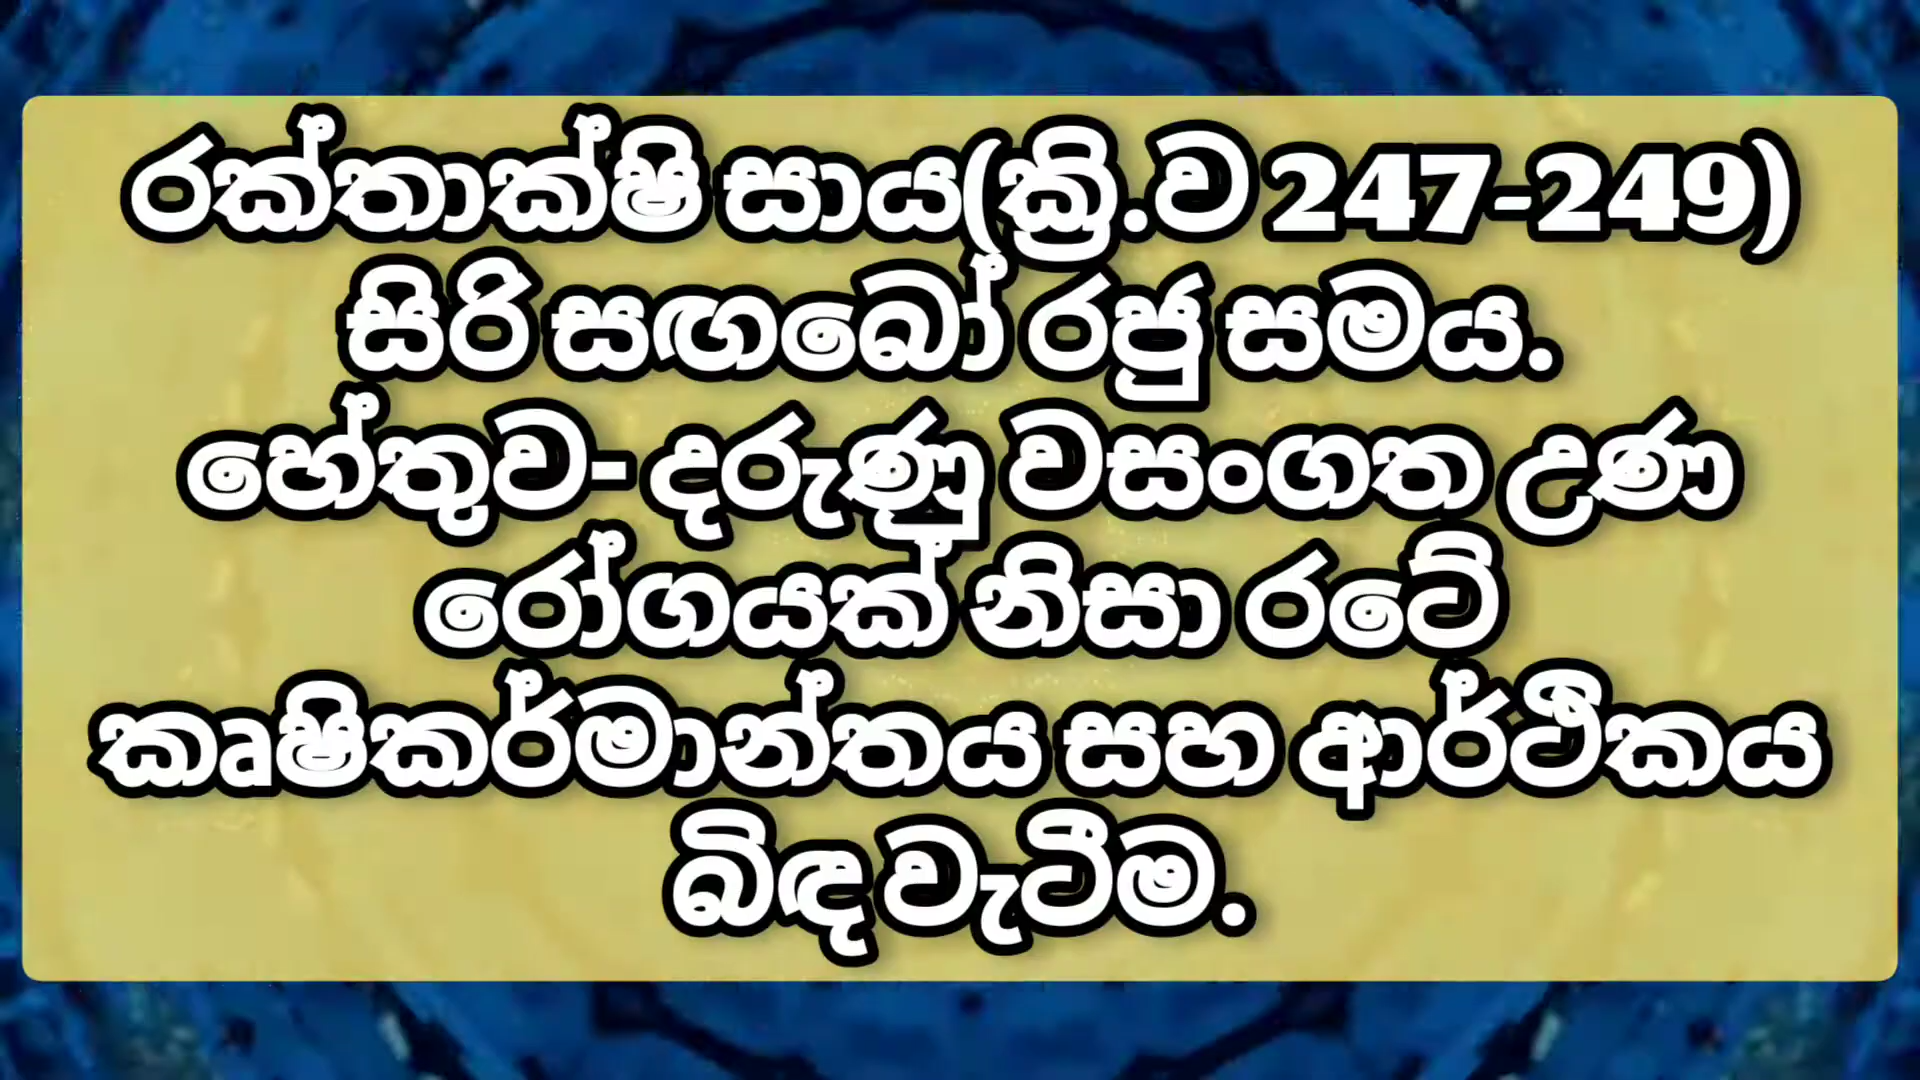 රක්තාක්ෂි සාය(ක්‍රි.ව 247-249)
සිරි සඟබෝ රජු සමය.
හේතුව- දරුණු වසංගත උණ
රෝගයක් නිසා රටේ
කෘෂිකර්මාන්තය සහ ආර්ථිකය
බිඳ වැටීම.